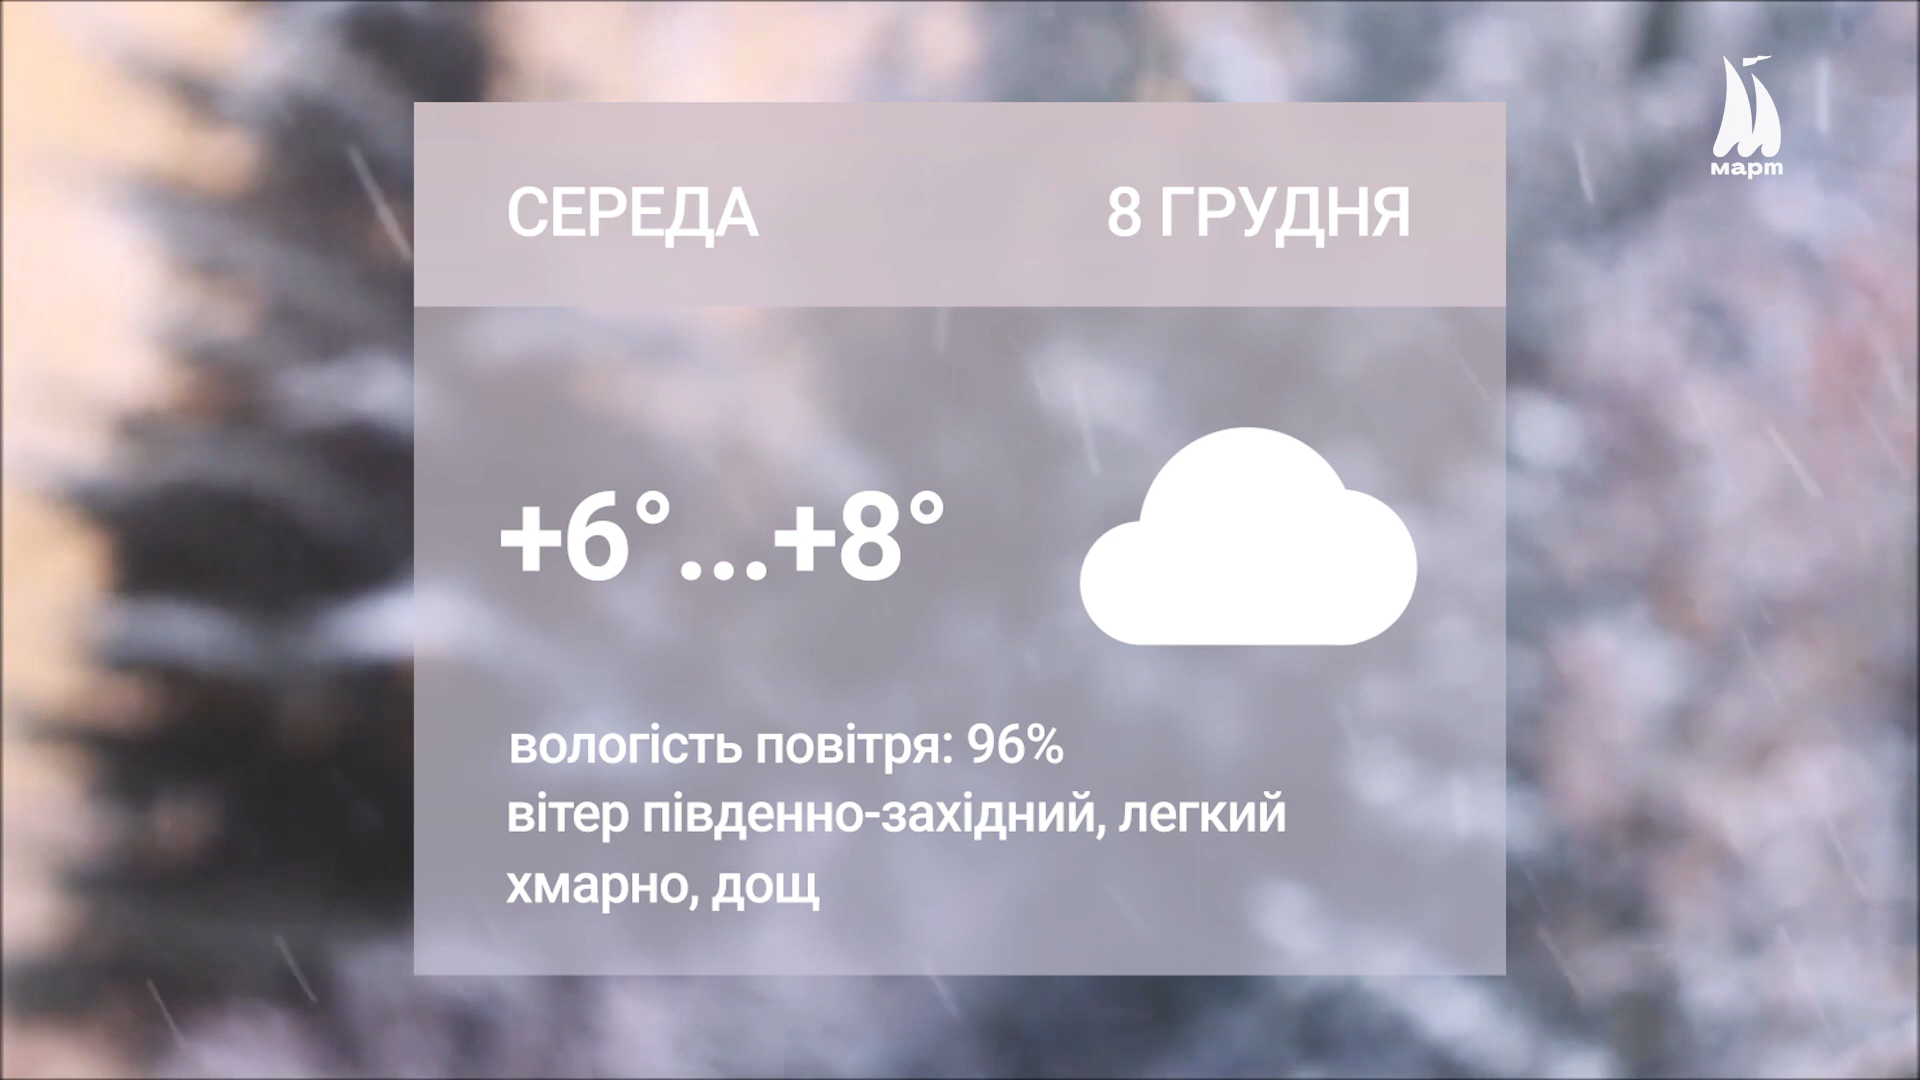 март
СЕРЕДА 8 ГРУДНЯ
+6°...+8°
вологість повітря: 96%
вітер південно-західний, легкий
хмарно, дощ